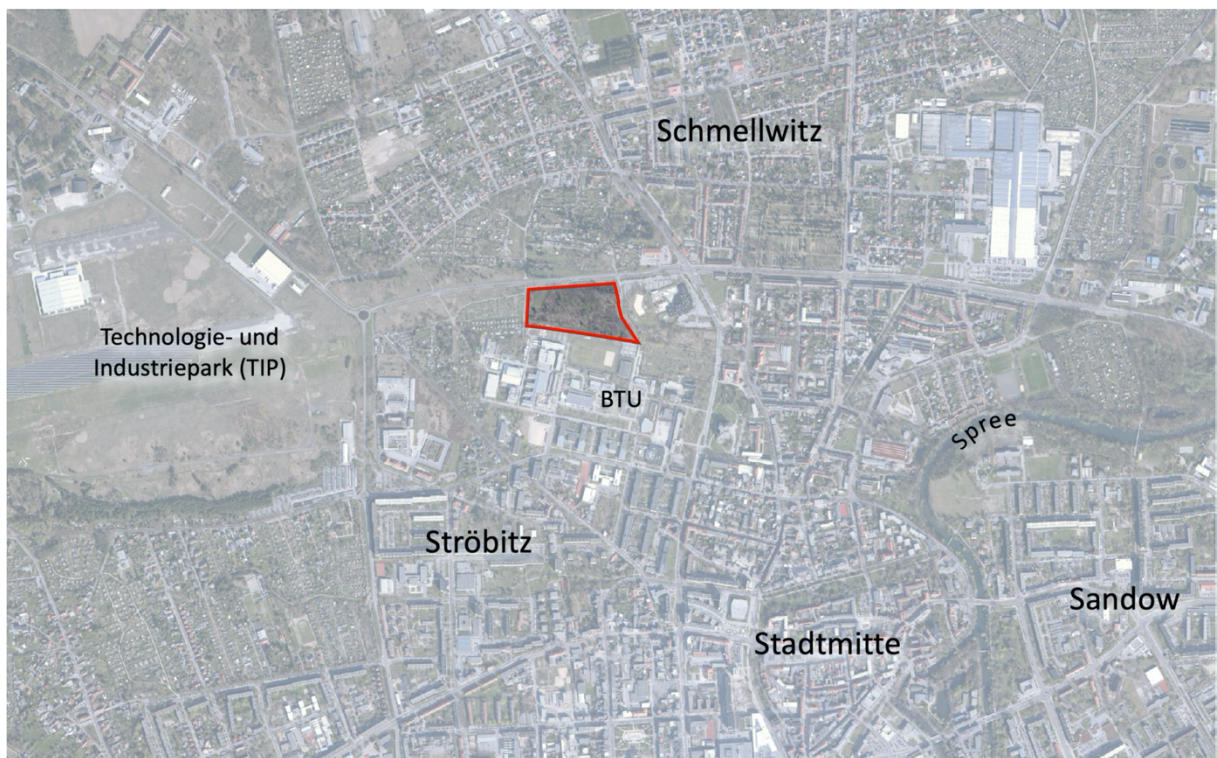 Schmellwitz
Technologie- und
Industriepark (TIP)
BTU
Spree
Ströbitz
Sandow
Stadtmitte